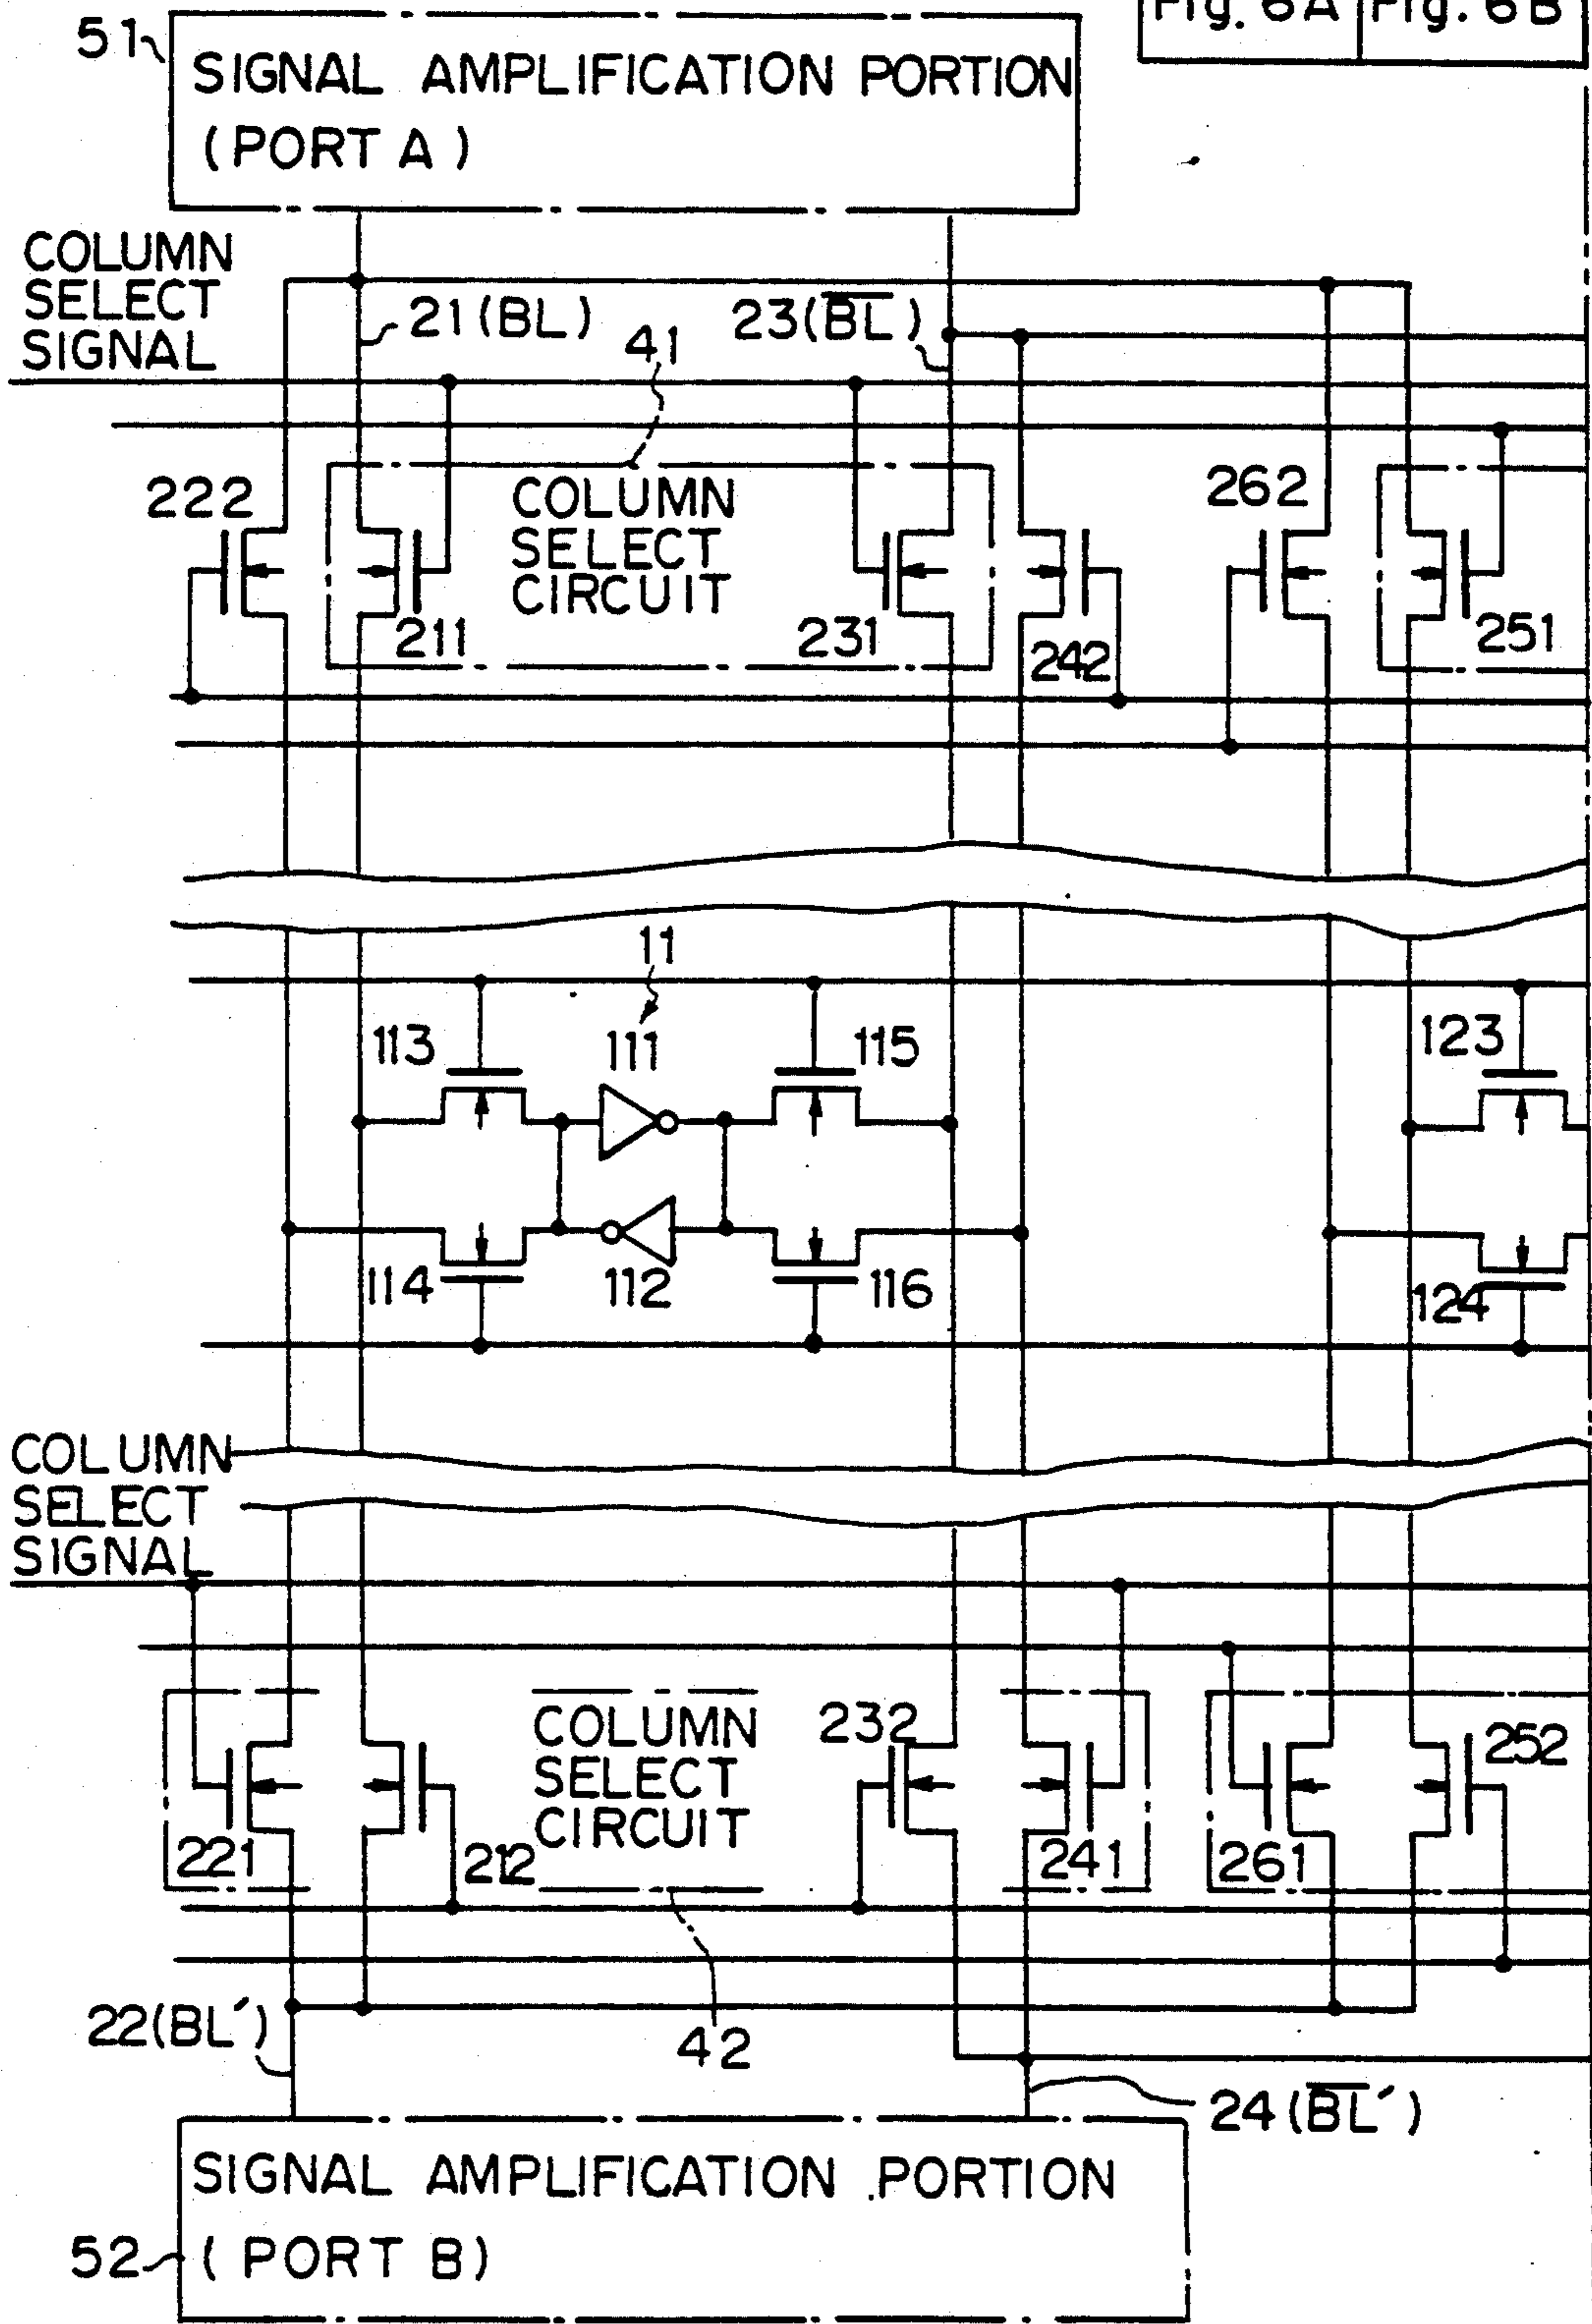 Fig. 6A Fig. 6B
51
SIGNAL AMPLIFICATION PORTION
(PORT A)
COLUMN
SELECT
SIGNAL
21(BL)
23(B̅L̅)
41
222
COLUMN
SELECT
CIRCUIT
262
211
231
242
251
11
113
111
115
123
114
112
116
124
COLUMN
SELECT
SIGNAL
COLUMN
SELECT
CIRCUIT
232
252
221
212
241
261
22(BL´)
42
24(B̅L̅´)
SIGNAL AMPLIFICATION PORTION
52
(PORT B)